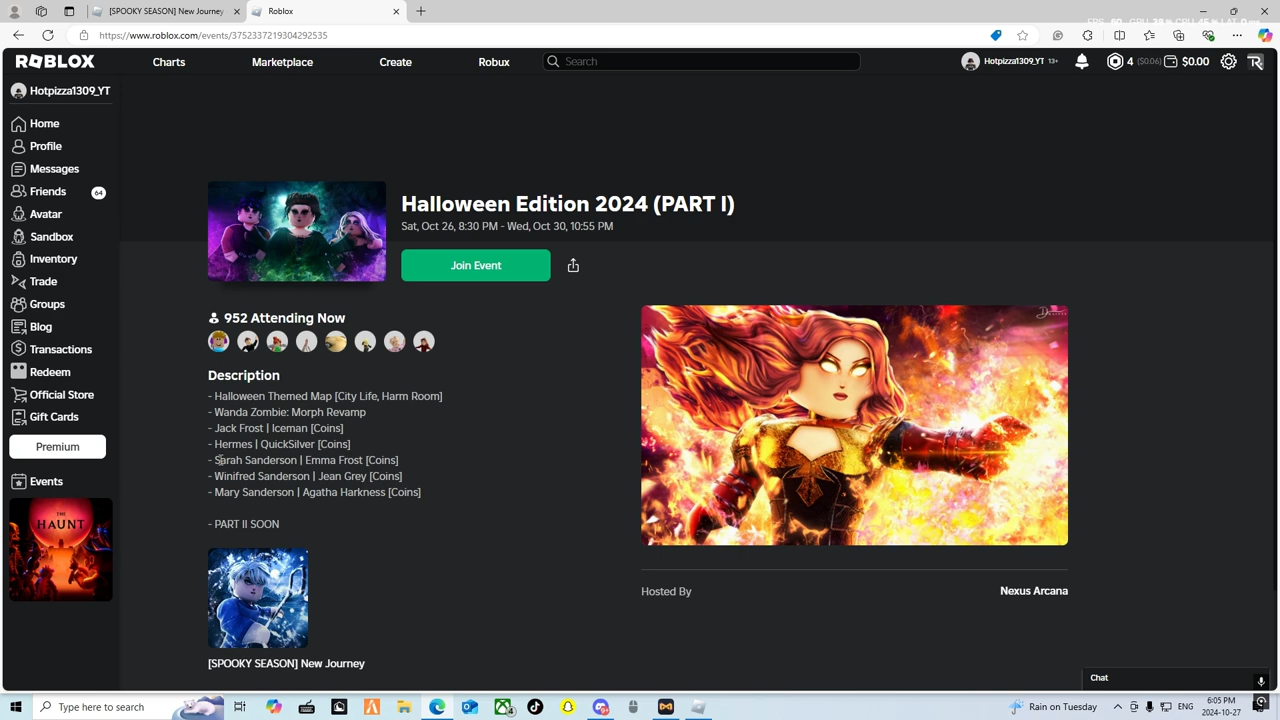 [SPOOKY SEASON] New Journey
Roblox
https://www.roblox.com/events/3752337219304292535
ROBLOX
Charts
Marketplace
Create
Robux
Search
Hotpizza1309_YT 13+
4 ($0.06)
$0.00
Hotpizza1309_YT
Home
Profile
Messages
Friends 64
Avatar
Sandbox
Inventory
Trade
Groups
Blog
Transactions
Redeem
Official Store
Gift Cards
Premium
Events
THE HAUNT
Halloween Edition 2024 (PART I)
Sat, Oct 26, 8:30 PM - Wed, Oct 30, 10:55 PM
Join Event
952 Attending Now
Description
- Halloween Themed Map [City Life, Harm Room]
- Wanda Zombie: Morph Revamp
- Jack Frost | Iceman [Coins]
- Hermes | QuickSilver [Coins]
- Sarah Sanderson | Emma Frost [Coins]
- Winifred Sanderson | Jean Grey [Coins]
- Mary Sanderson | Agatha Harkness [Coins]
- PART II SOON
[SPOOKY SEASON] New Journey
Hosted By
Nexus Arcana
Chat
Type here to search
Rain on Tuesday
ENG
6:05 PM
2024-10-27